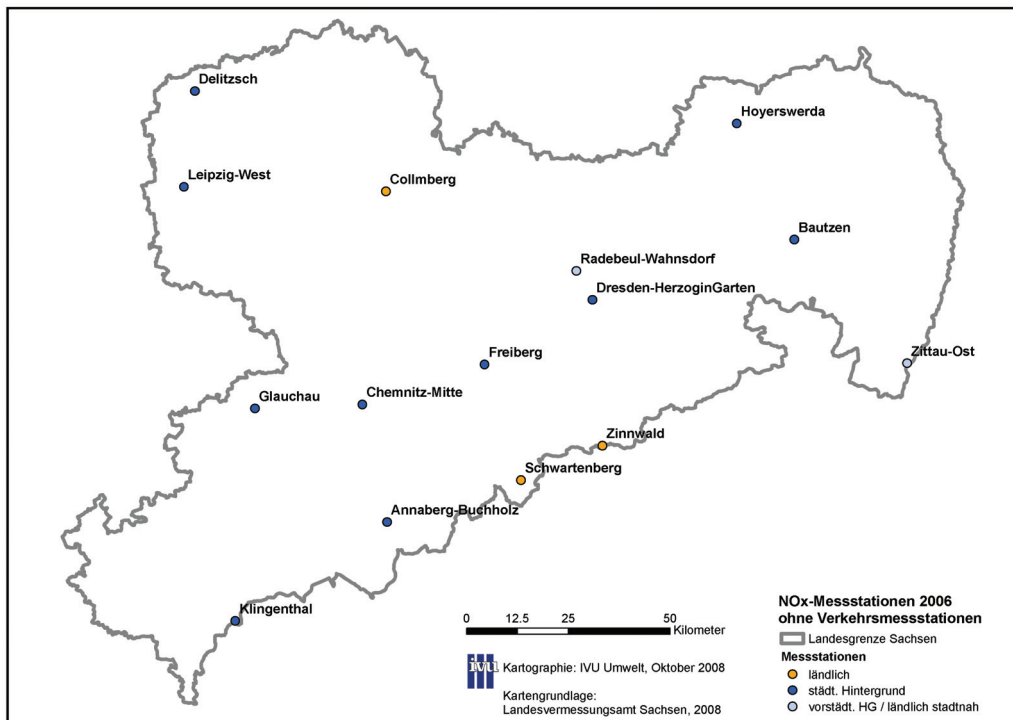 Delitzsch
Hoyerswerda
Leipzig-West
Collmberg
Bautzen
Radebeul-Wahnsdorf
Dresden-HerzoginGarten
Freiberg
Zittau-Ost
Glauchau
Chemnitz-Mitte
Zinnwald
Schwartenberg
Annaberg-Buchholz
Klingenthal
0 12.5 25 50
Kilometer
ivu
Kartographie: IVU Umwelt, Oktober 2008
Kartengrundlage:
Landesvermessungsamt Sachsen, 2008
NOx-Messstationen 2006
ohne Verkehrsmessstationen
Landesgrenze Sachsen
Messstationen
ländlich
städt. Hintergrund
vorstädt. HG / ländlich stadtnah